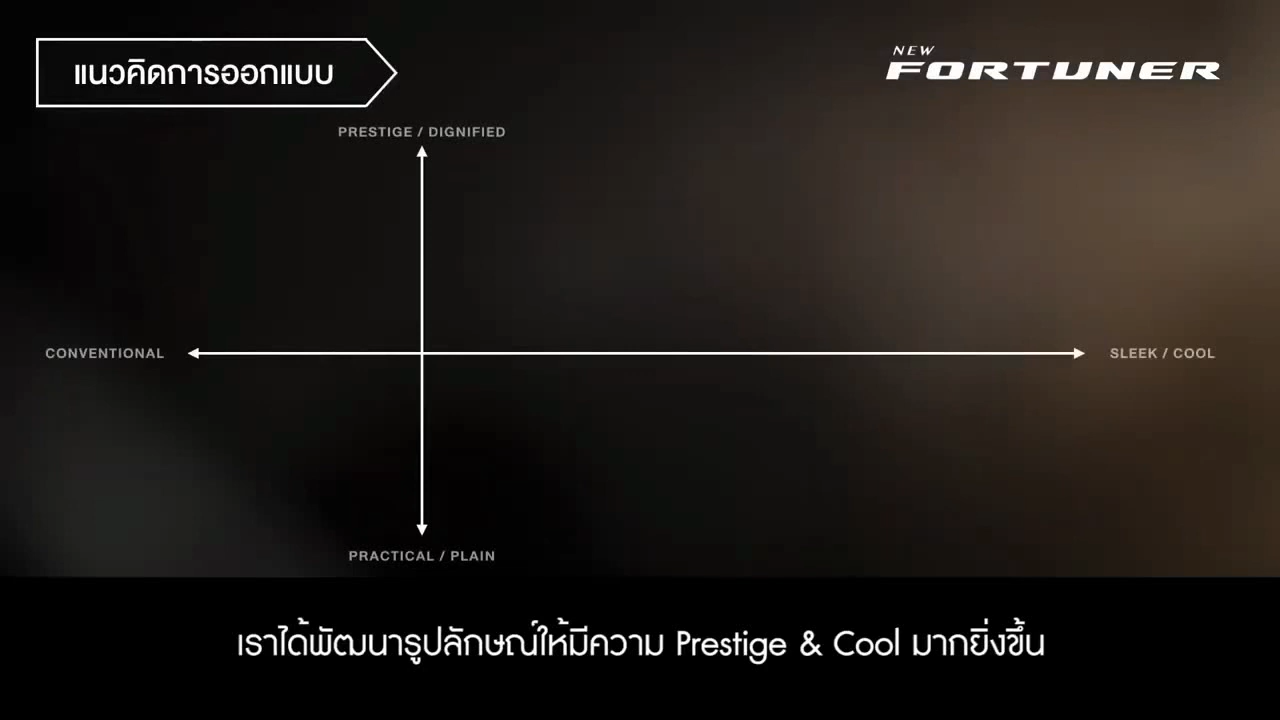 แนวคิดการออกแบบ
NEW
FORTUNER
PRESTIGE / DIGNIFIED
CONVENTIONAL
SLEEK / COOL
PRACTICAL / PLAIN
เราได้พัฒนารูปลักษณ์ให้มีความ Prestige & Cool มากยิ่งขึ้น